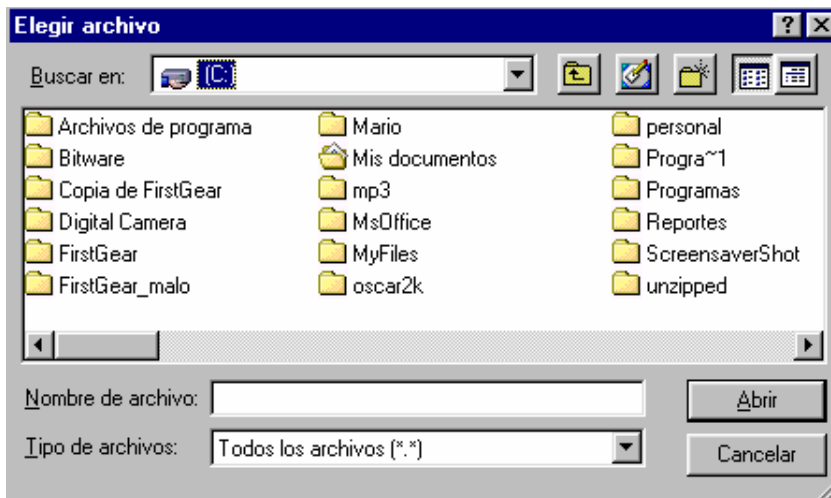 Elegir archivo
Buscar en: (C:
Archivos de programa
Bitware
Copia de FirstGear
Digital Camera
FirstGear
FirstGear_malo
Mario
Mis documentos
mp3
MsOffice
MyFiles
oscar2k
personal
Progra~1
Programas
Reportes
ScreensaverShot
unzipped
Nombre de archivo:
Abrir
Tipo de archivos: Todos los archivos (*.*)
Cancelar